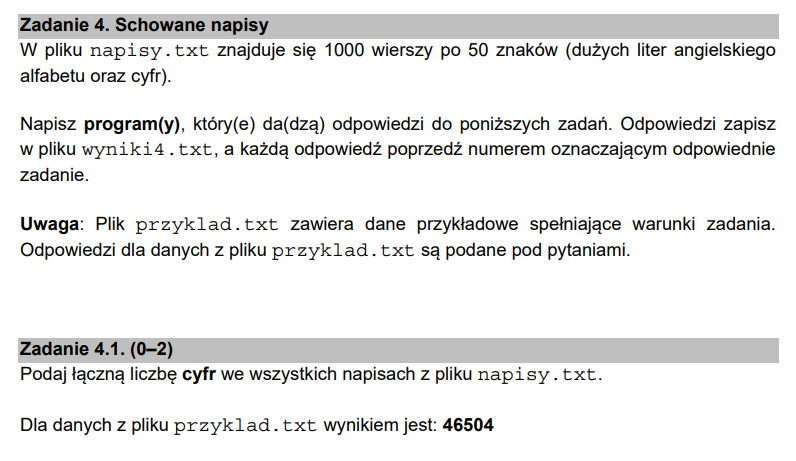 Zadanie 4. Schowane napisy
W pliku napisy.txt znajduje się 1000 wierszy po 50 znaków (dużych liter angielskiego
alfabetu oraz cyfr).
Napisz program(y), który(e) da(dzą) odpowiedzi do poniższych zadań. Odpowiedzi zapisz
w pliku wyniki4.txt, a każdą odpowiedź poprzedź numerem oznaczającym odpowiednie
zadanie.
Uwaga: Plik przyklad.txt zawiera dane przykładowe spełniające warunki zadania.
Odpowiedzi dla danych z pliku przyklad.txt są podane pod pytaniami.
Zadanie 4.1. (0–2)
Podaj łączną liczbę cyfr we wszystkich napisach z pliku napisy.txt.
Dla danych z pliku przyklad.txt wynikiem jest: 46504